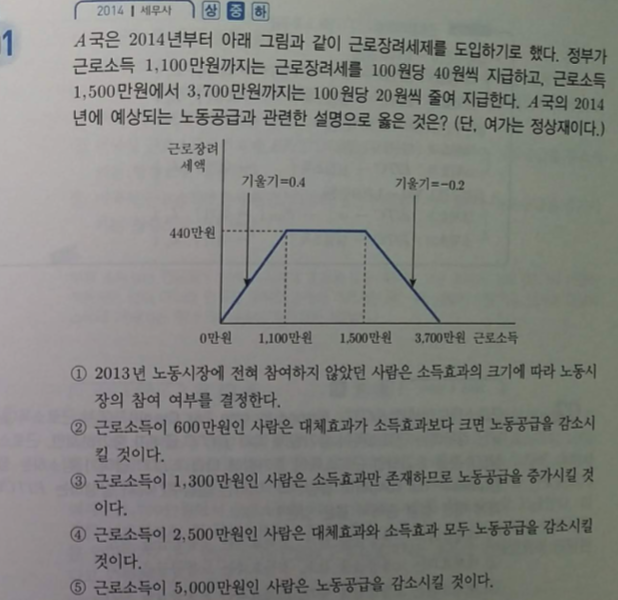 2014 | 세무사 상 중 하
01
A국은 2014년부터 아래 그림과 같이 근로장려세제를 도입하기로 했다. 정부가
근로소득 1,100만원까지는 근로장려세를 100원당 40원씩 지급하고, 근로소득
1,500만원에서 3,700만원까지는 100원당 20원씩 줄여 지급한다. A국의 2014
년에 예상되는 노동공급과 관련한 설명으로 옳은 것은? (단, 여가는 정상재이다.)
근로장려
세액
기울기=0.4 기울기=-0.2
440만원
0만원 1,100만원 1,500만원 3,700만원 근로소득
① 2013년 노동시장에 전혀 참여하지 않았던 사람은 소득효과의 크기에 따라 노동시
장의 참여 여부를 결정한다.
② 근로소득이 600만원인 사람은 대체효과가 소득효과보다 크면 노동공급을 감소시
킬 것이다.
③ 근로소득이 1,300만원인 사람은 소득효과만 존재하므로 노동공급을 증가시킬 것
이다.
④ 근로소득이 2,500만원인 사람은 대체효과와 소득효과 모두 노동공급을 감소시킬
것이다.
⑤ 근로소득이 5,000만원인 사람은 노동공급을 감소시킬 것이다.